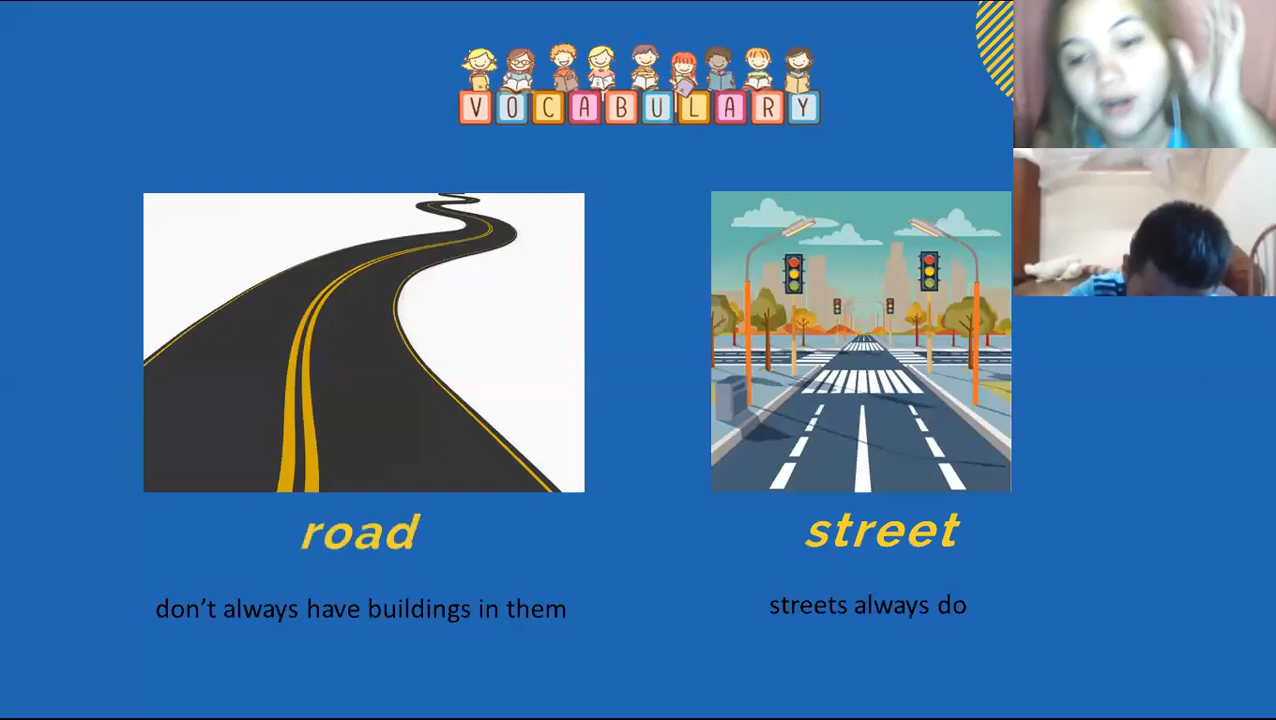 VOCABULARY
road
street
don't always have buildings in them
streets always do